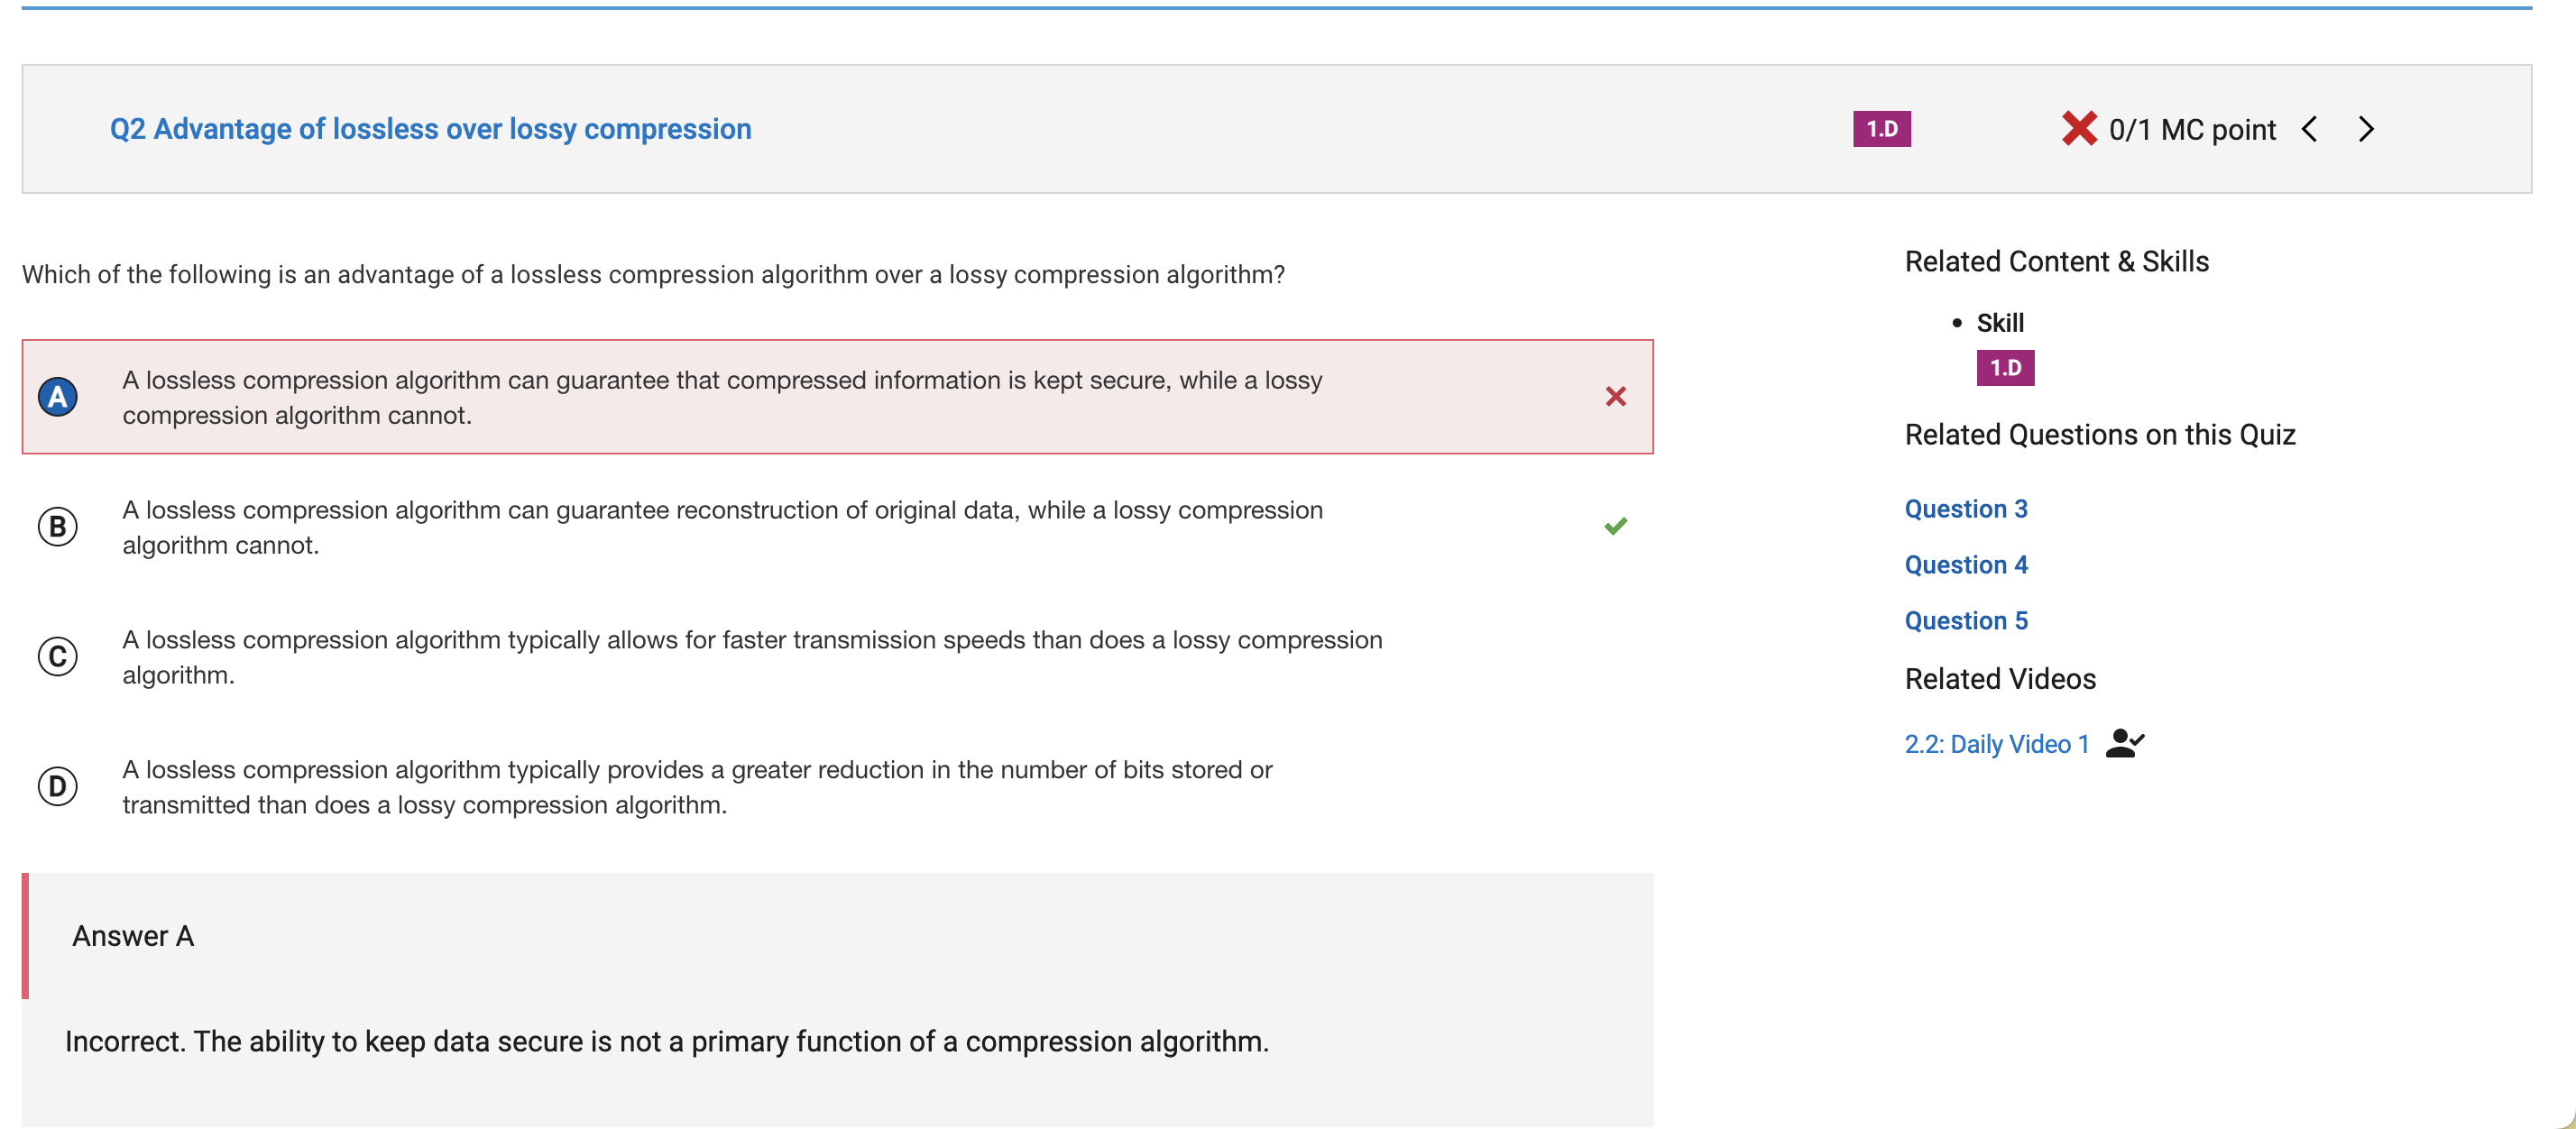 Q2 Advantage of lossless over lossy compression
1.D
0/1 MC point
Which of the following is an advantage of a lossless compression algorithm over a lossy compression algorithm?
A
A lossless compression algorithm can guarantee that compressed information is kept secure, while a lossy
compression algorithm cannot.
B
A lossless compression algorithm can guarantee reconstruction of original data, while a lossy compression
algorithm cannot.
C
A lossless compression algorithm typically allows for faster transmission speeds than does a lossy compression
algorithm.
D
A lossless compression algorithm typically provides a greater reduction in the number of bits stored or
transmitted than does a lossy compression algorithm.
Answer A
Incorrect. The ability to keep data secure is not a primary function of a compression algorithm.
Related Content & Skills
Skill
1.D
Related Questions on this Quiz
Question 3
Question 4
Question 5
Related Videos
2.2: Daily Video 1